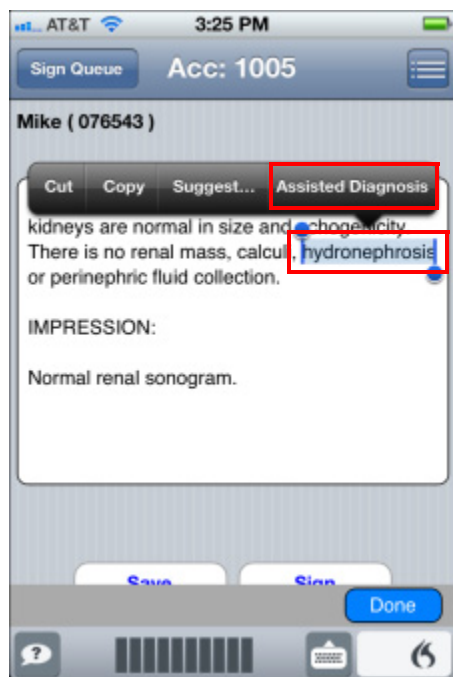 AT&T 3:25 PM
Sign Queue Acc: 1005
Mike ( 076543 )
Cut Copy Suggest... Assisted Diagnosis
kidneys are normal in size and echogenicity.
There is no renal mass, calculi, hydronephrosis
or perinephric fluid collection.
IMPRESSION:
Normal renal sonogram.
Save Sign
Done
?